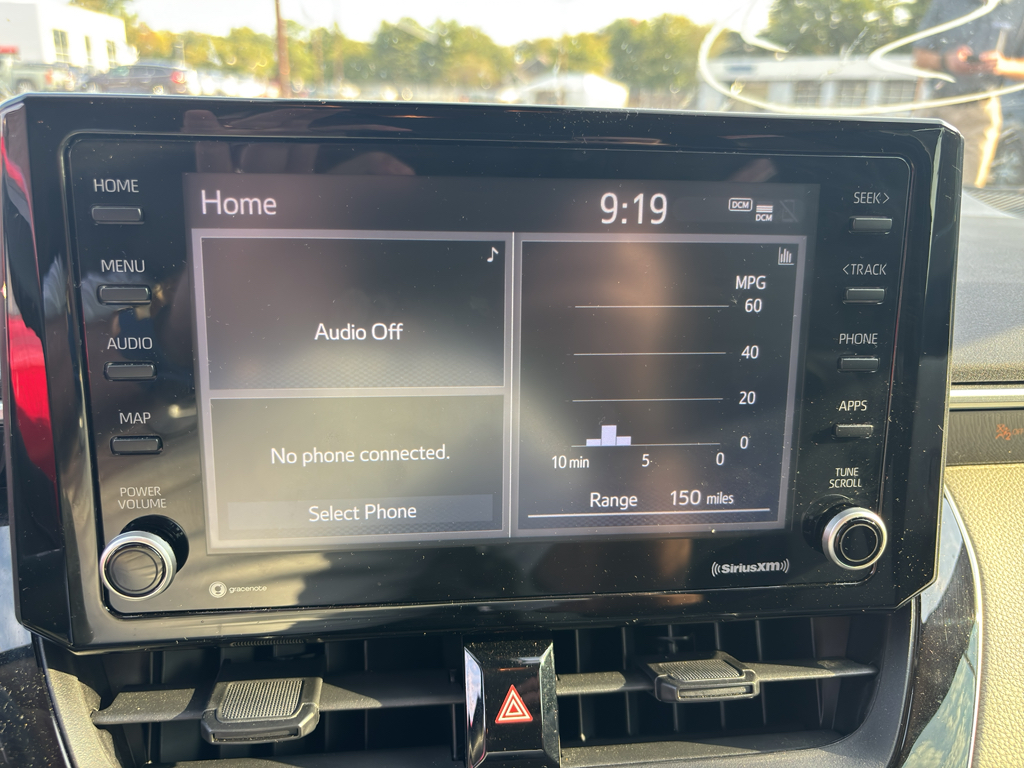 HOME
MENU
AUDIO
MAP
POWER
VOLUME
Home
9:19
DCM
DCM
Audio Off
No phone connected.
Select Phone
MPG
60
40
20
0
10 min 5 0
Range 150 miles
SEEK>
<TRACK
PHONE
APPS
TUNE
SCROLL
gracenote
((SiriusXM))